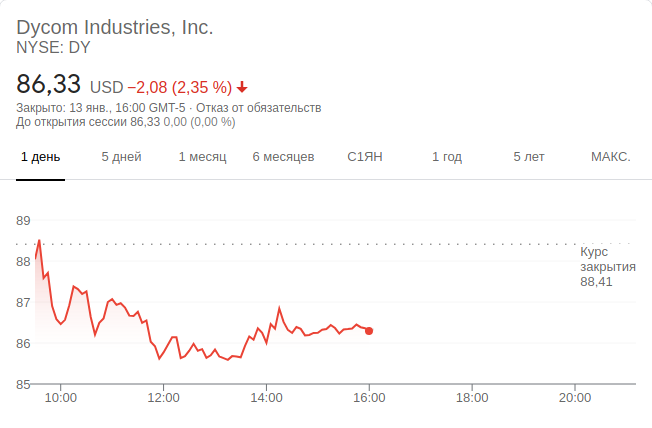 Dycom Industries, Inc.
NYSE: DY
86,33 USD −2,08 (2,35 %)
Закрыто: 13 янв., 16:00 GMT-5 · Отказ от обязательств
До открытия сессии 86,33 0,00 (0,00 %)
1 день 5 дней 1 месяц 6 месяцев С1ЯН 1 год 5 лет МАКС.
89
88
87
86
85
Курс
закрытия
88,41
10:00 12:00 14:00 16:00 18:00 20:00